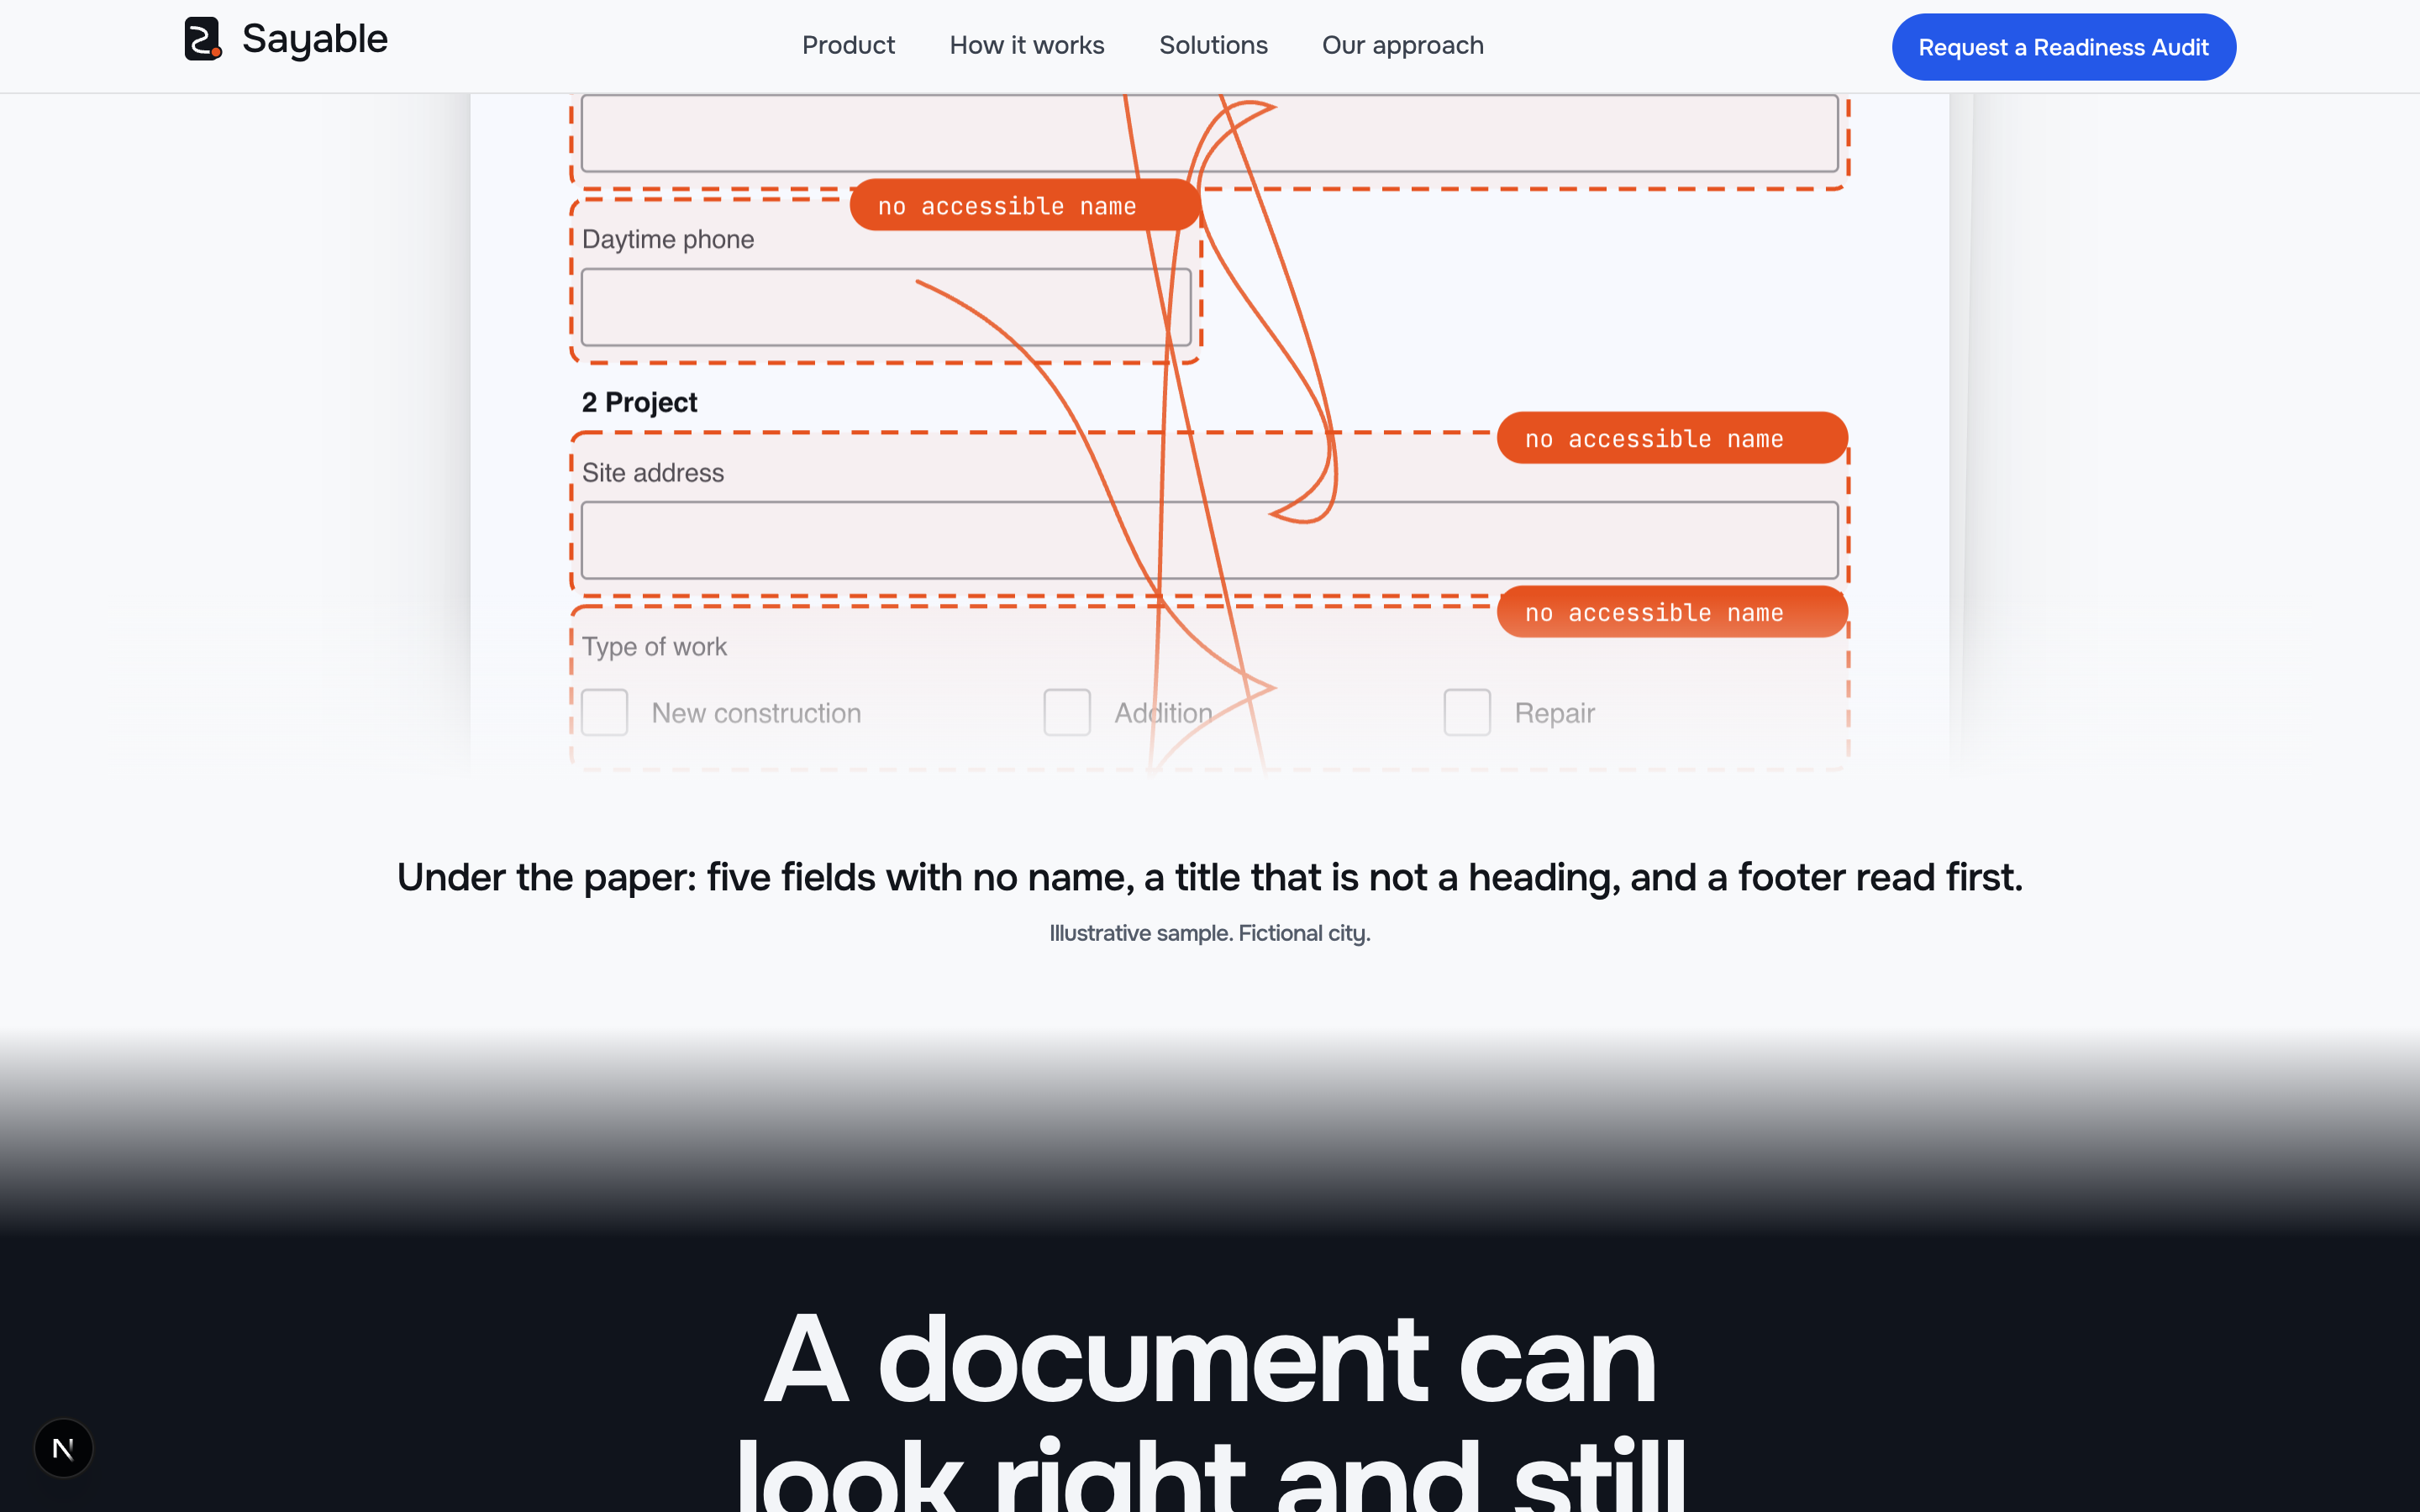 Sayable
Product
How it works
Solutions
Our approach
Request a Readiness Audit
no accessible name
Daytime phone
2 Project
no accessible name
Site address
no accessible name
Type of work
New construction
Addition
Repair
Under the paper: five fields with no name, a title that is not a heading, and a footer read first.
Illustrative sample. Fictional city.
A document can
look right and still
N